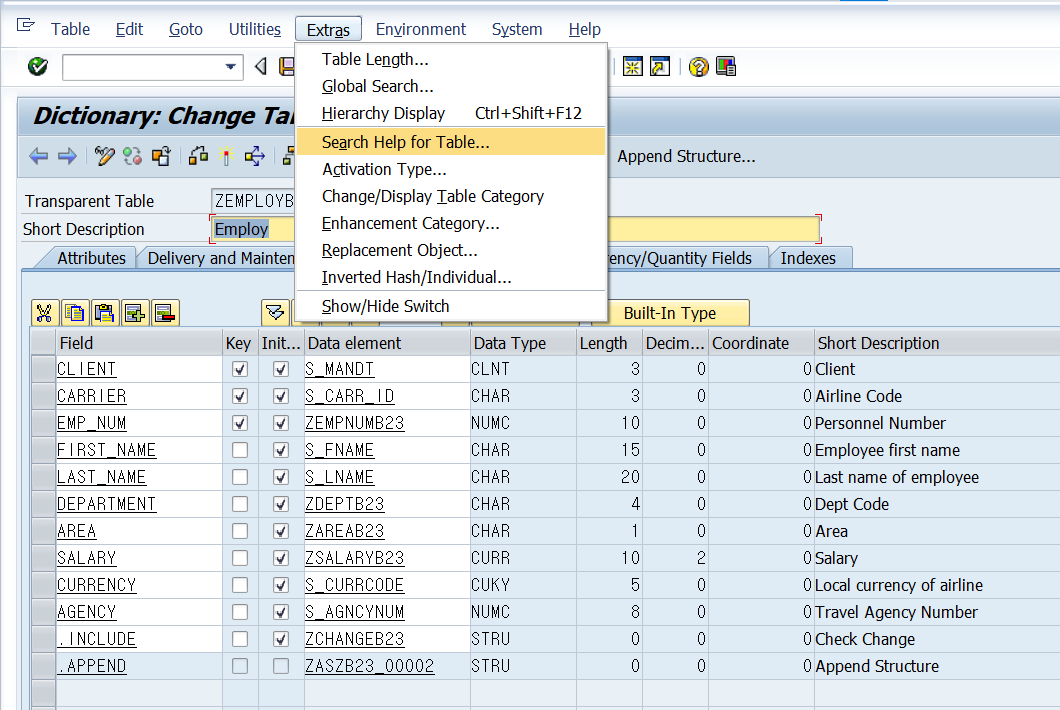 Table Edit Goto Utilities Extras Environment System Help
Table Length...
Global Search...
Hierarchy Display Ctrl+Shift+F12
Search Help for Table...
Activation Type...
Change/Display Table Category
Enhancement Category...
Replacement Object...
Inverted Hash/Individual...
Show/Hide Switch
Dictionary: Change Ta
Append Structure...
Transparent Table ZEMPLOYB
Short Description Employ
Attributes Delivery and Mainten ency/Quantity Fields Indexes
Built-In Type
Field Key Init... Data element Data Type Length Decim... Coordinate Short Description
CLIENT S_MANDT CLNT 3 0 0 Client
CARRIER S_CARR_ID CHAR 3 0 0 Airline Code
EMP_NUM ZEMPNUMB23 NUMC 10 0 0 Personnel Number
FIRST_NAME S_FNAME CHAR 15 0 0 Employee first name
LAST_NAME S_LNAME CHAR 20 0 0 Last name of employee
DEPARTMENT ZDEPTB23 CHAR 4 0 0 Dept Code
AREA ZAREAB23 CHAR 1 0 0 Area
SALARY ZSALARYB23 CURR 10 2 0 Salary
CURRENCY S_CURRCODE CUKY 5 0 0 Local currency of airline
AGENCY S_AGNCYNUM NUMC 8 0 0 Travel Agency Number
.INCLUDE ZCHANGEB23 STRU 0 0 0 Check Change
.APPEND ZASZB23_00002 STRU 0 0 0 Append Structure